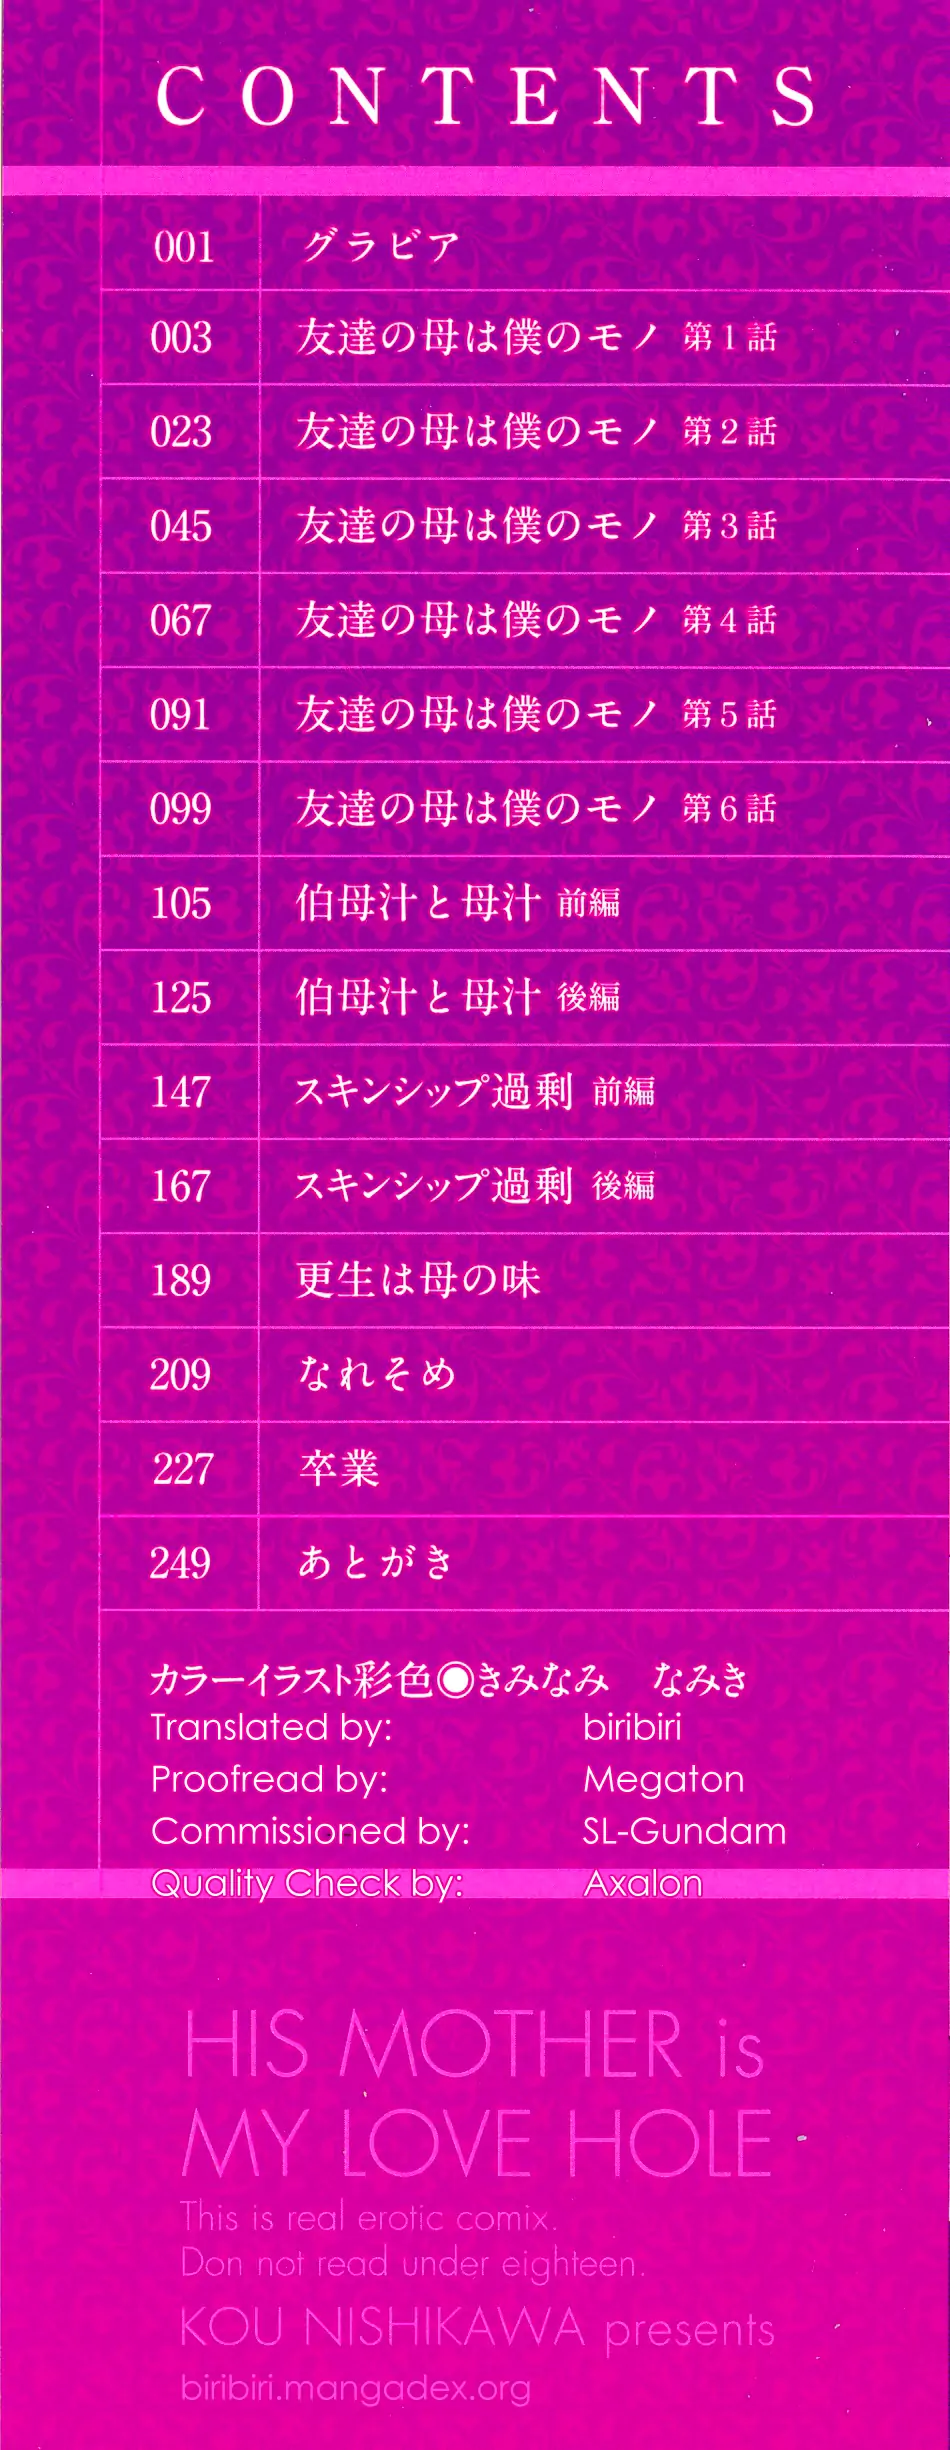 CONTENTS
001 グラビア
003 友達の母は僕のモノ 第1話
023 友達の母は僕のモノ 第2話
045 友達の母は僕のモノ 第3話
067 友達の母は僕のモノ 第4話
091 友達の母は僕のモノ 第5話
099 友達の母は僕のモノ 第6話
105 伯母汁と母汁 前編
125 伯母汁と母汁 後編
147 スキンシップ過剰 前編
167 スキンシップ過剰 後編
189 更生は母の味
209 なれそめ
227 卒業
249 あとがき
カラーイラスト彩色◉きみなみ なみき
Translated by: biribiri
Proofread by: Megaton
Commissioned by: SL-Gundam
Quality Check by: Axalon
HIS MOTHER is
MY LOVE HOLE
This is real erotic comix.
Don not read under eighteen.
KOU NISHIKAWA presents
biribiri.mangadex.org